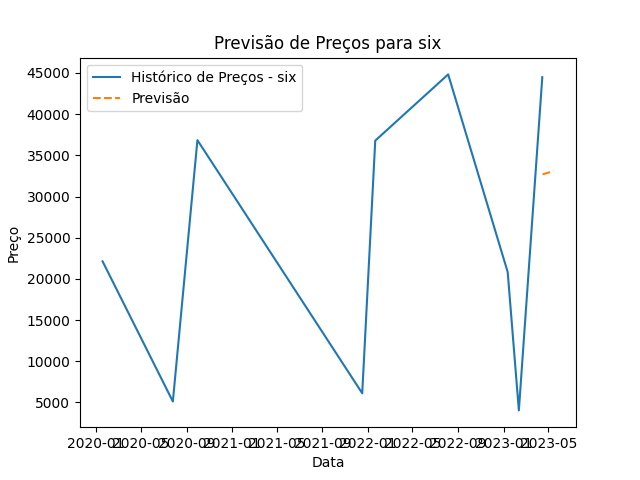 Previsão de Preços para six
Histórico de Preços - six
Previsão
45000
40000
35000
30000
25000
20000
15000
10000
5000
Preço
2020-01 2020-05 2020-09 2021-01 2021-05 2021-09 2022-01 2022-05 2022-09 2023-01 2023-05
Data